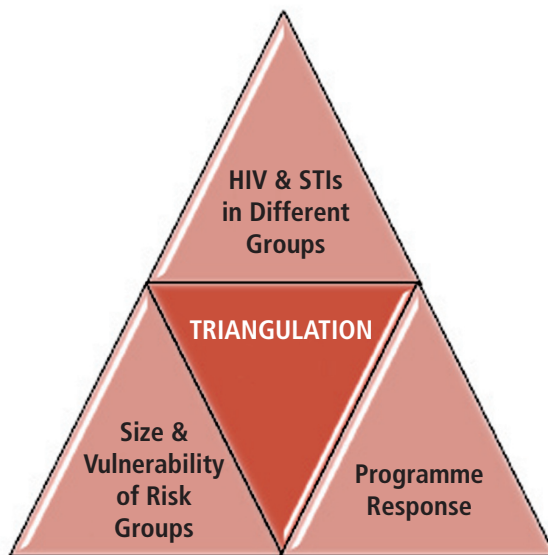 HIV & STIs
in Different
Groups
TRIANGULATION
Size &
Vulnerability
of Risk
Groups
Programme
Response